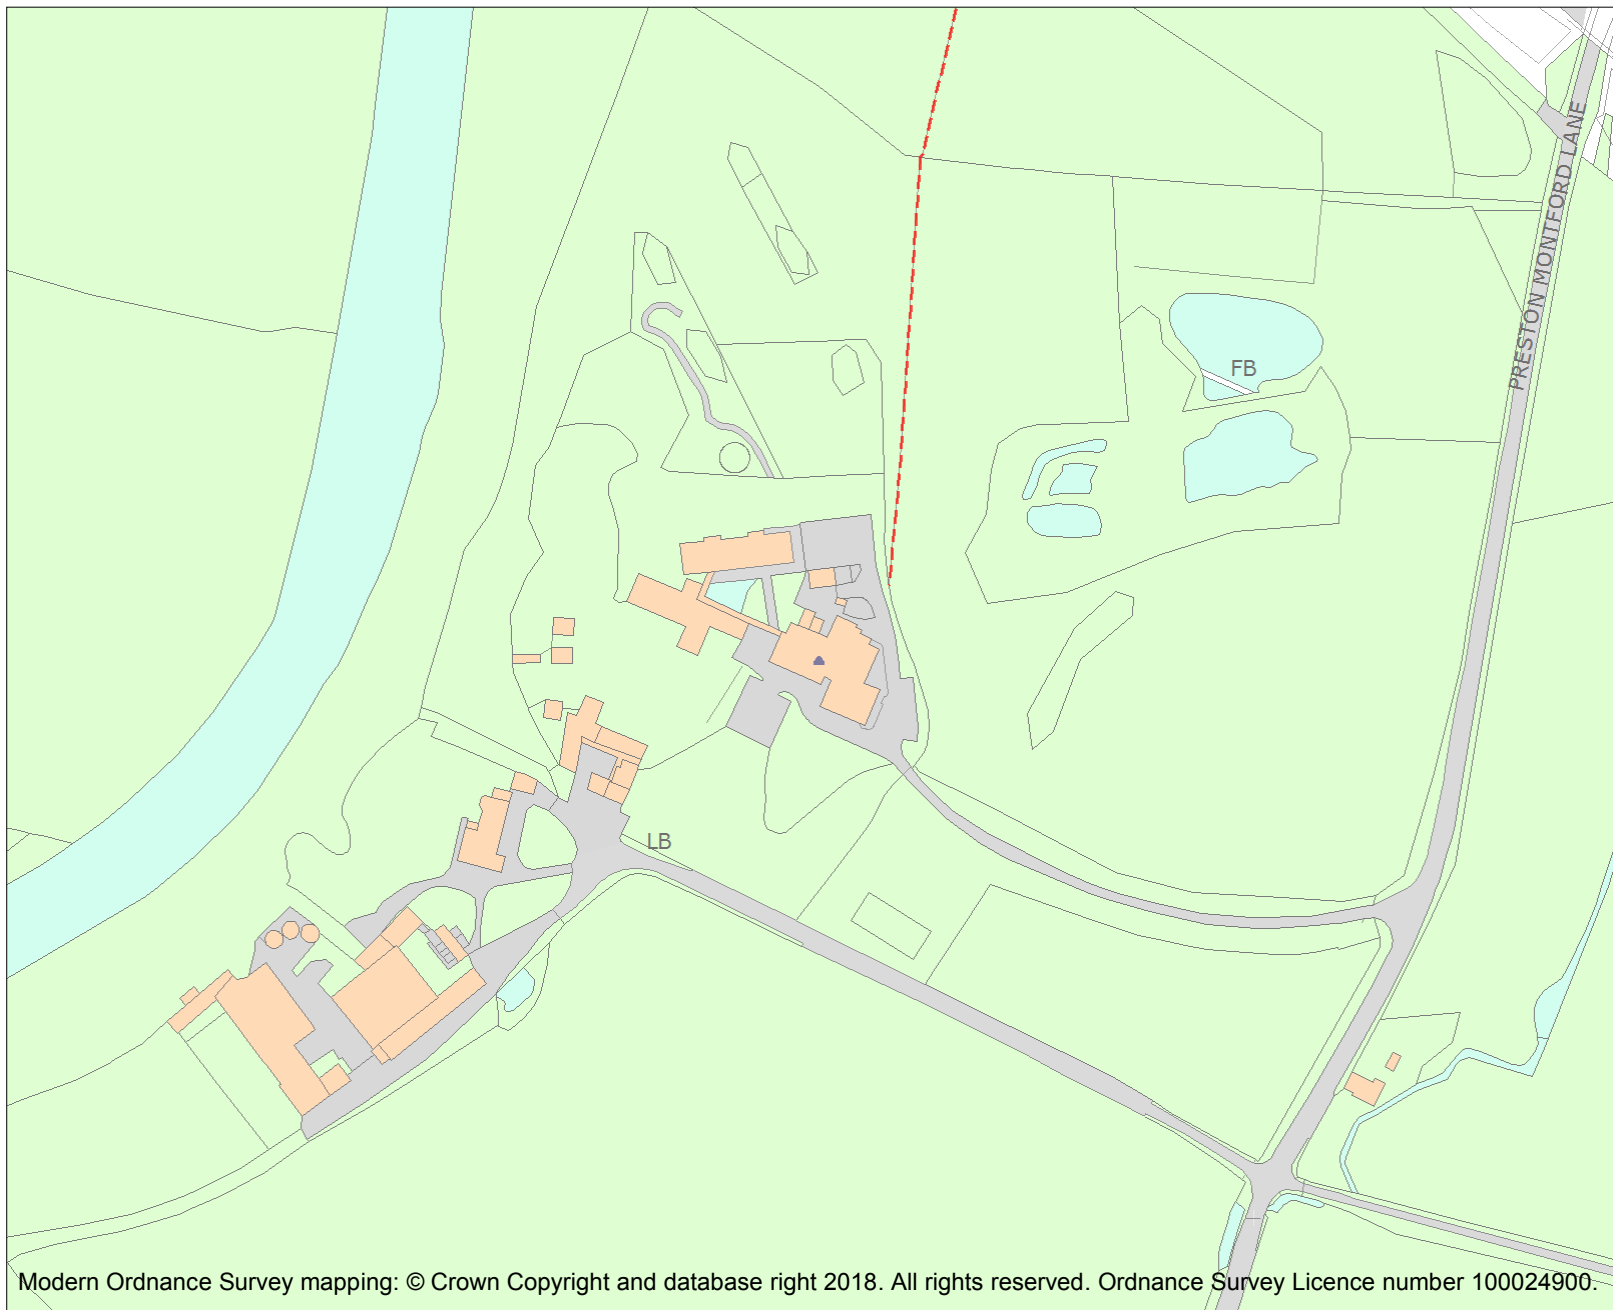 PRESTON MONTFORD LANE
FB
LB
Modern Ordnance Survey mapping: © Crown Copyright and database right 2018. All rights reserved. Ordnance Survey Licence number 100024900.